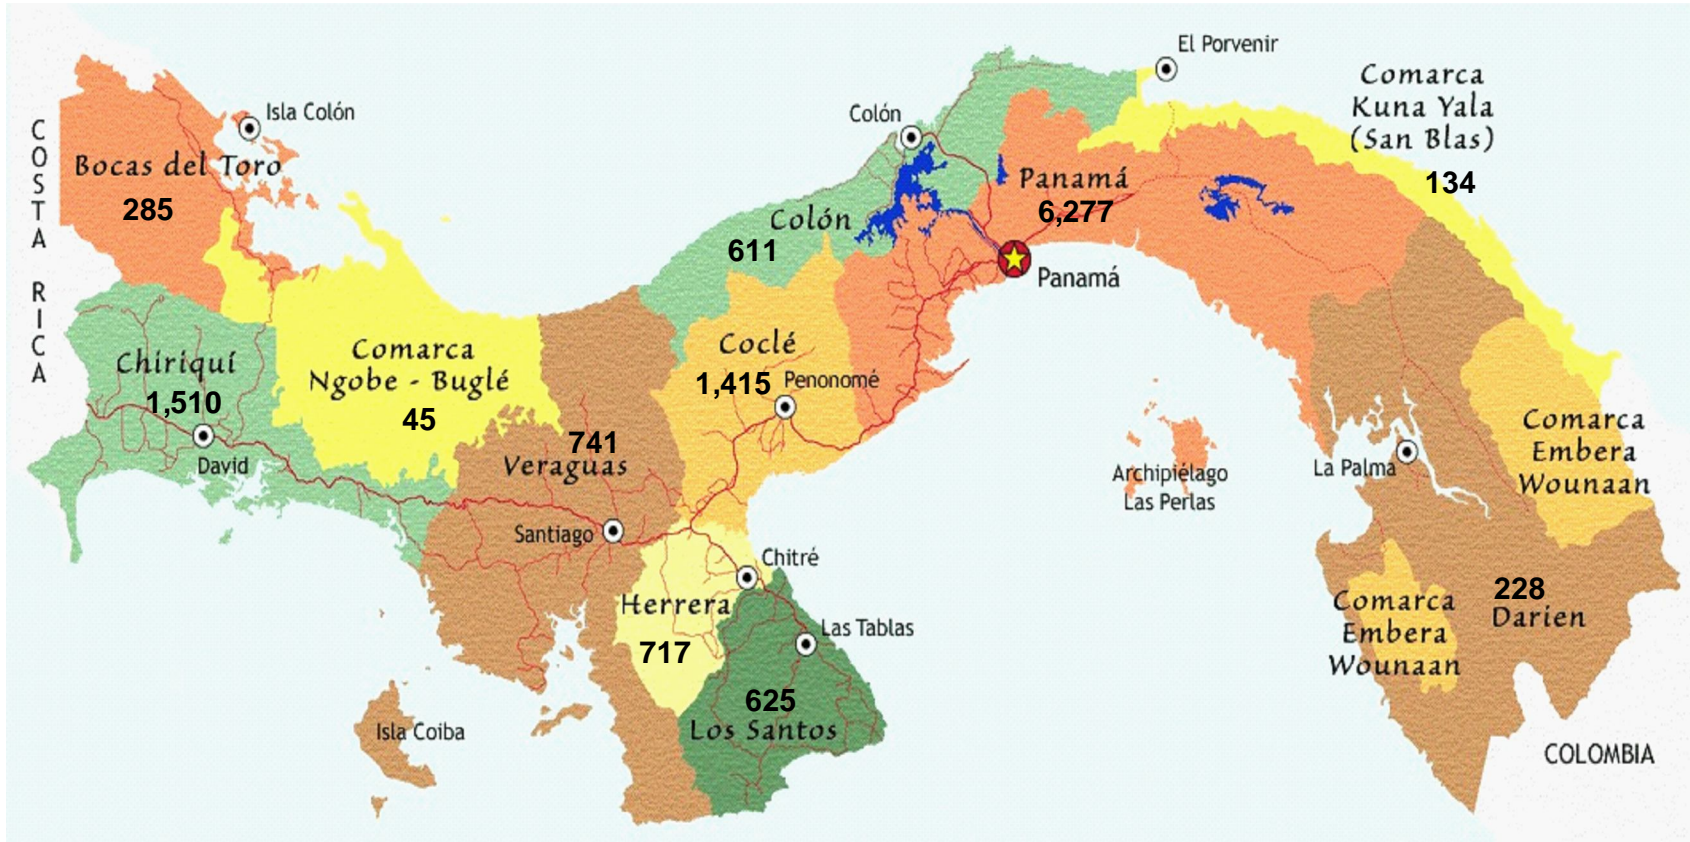 El Porvenir
Comarca
Kuna Yala
(San Blas)
134
Isla Colón
Colón
COSTA RICA
Bocas del Toro
285
Panamá
6,277
Colón
611
Panamá
Chiriquí
1,510
David
Comarca
Ngobe - Buglé
45
Coclé
1,415
Penonomé
741
Veraguas
Santiago
Archipiélago
Las Perlas
La Palma
Comarca
Embera
Wounaan
Chitré
Herrera
717
Las Tablas
625
Los Santos
Isla Coiba
Comarca
Embera
Wounaan
228
Darien
COLOMBIA